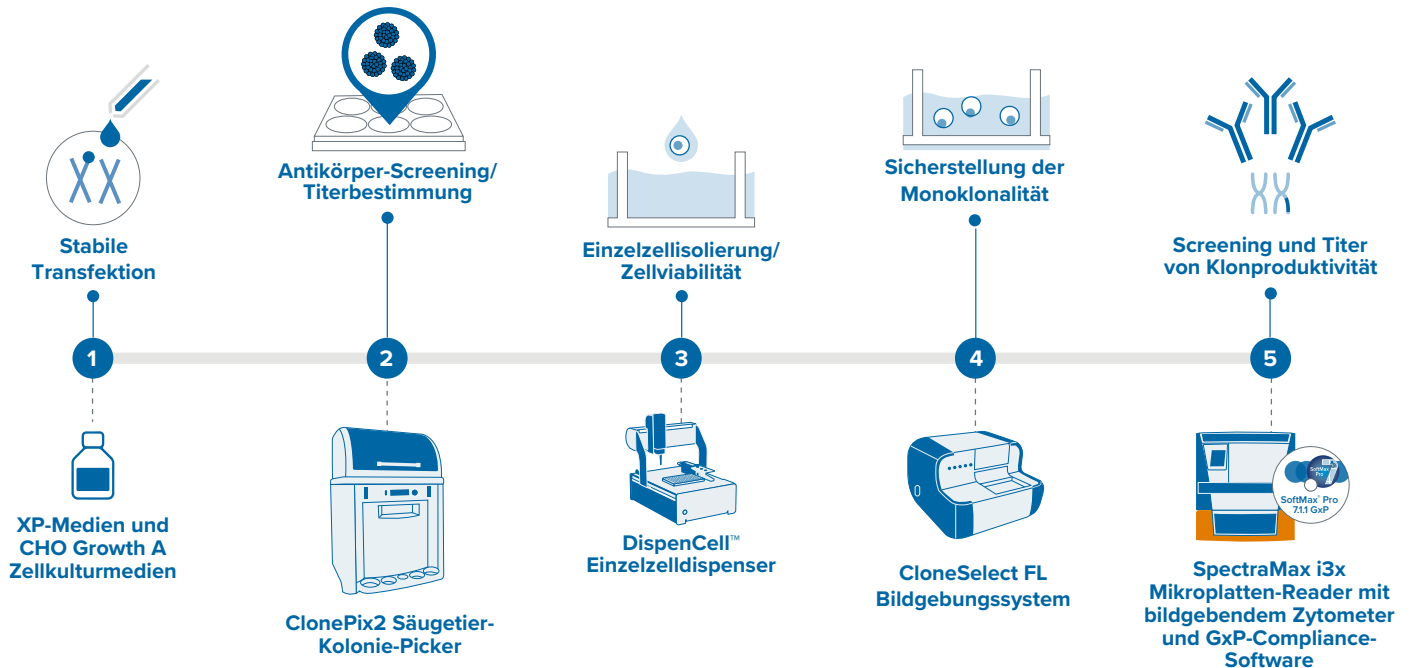 Stabile
Transfektion
1
XP-Medien und
CHO Growth A
Zellkulturmedien
Antikörper-Screening/
Titerbestimmung
2
ClonePix2 Säugetier-
Kolonie-Picker
Einzelzellisolierung/
Zellviabilität
3
DispenCell™
Einzelzelldispenser
Sicherstellung der
Monoklonalität
4
CloneSelect FL
Bildgebungssystem
Screening und Titer
von Klonproduktivität
5
SoftMax
Pro 7
SoftMax® Pro
7.1.1 GxP
SpectraMax i3x
Mikroplatten-Reader mit
bildgebendem Zytometer
und GxP-Compliance-
Software